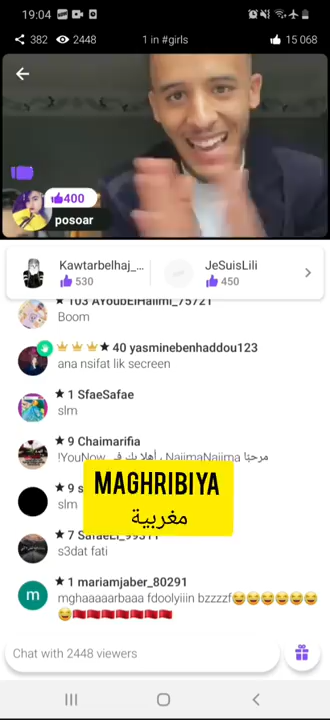 19:04
382 2448 1 in #girls 15 068
400
posoar
Kawtarbelhaj_... JeSuisLili
530 450
★ 103 AYoubElHalimi_75721
Boom
★ 40 yasminebenhaddou123
ana nsifat lik secreen
★ 1 SfaeSafae
slm
★ 9 Chaimarifia
مرحبًا NajimaNajima ، أهلا بك في YouNow!
★ 9 s
slm
MAGHRIBIYA
مغربية
★ 7 SafaeEl_99311
s3dat fati
m
★ 1 mariamjaber_80291
mghaaaaarbaaa fdoolyiiin bzzzzf😂😂😂😂😂😂
😂🇲🇦🇲🇦🇲🇦🇲🇦🇲🇦🇲🇦🇲🇦
Chat with 2448 viewers